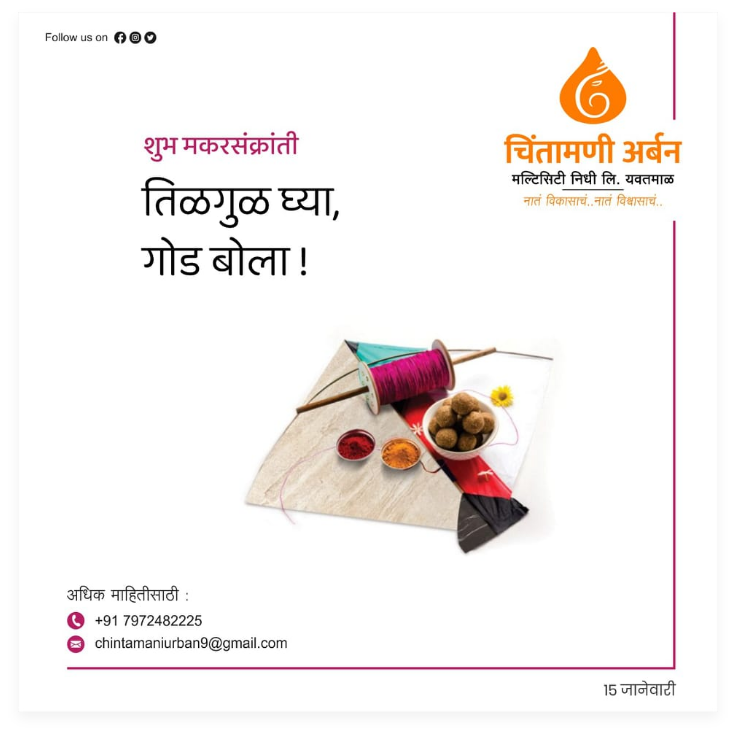 Follow us on
चिंतामणी अर्बन
मल्टिसिटी निधी लि. यवतमाळ
नातं विकासाचं..नातं विश्वासाचं..
शुभ मकरसंक्रांती
तिळगुळ घ्या,
गोड बोला !
अधिक माहितीसाठी :
+91 7972482225
chintamaniurban9@gmail.com
15 जानेवारी